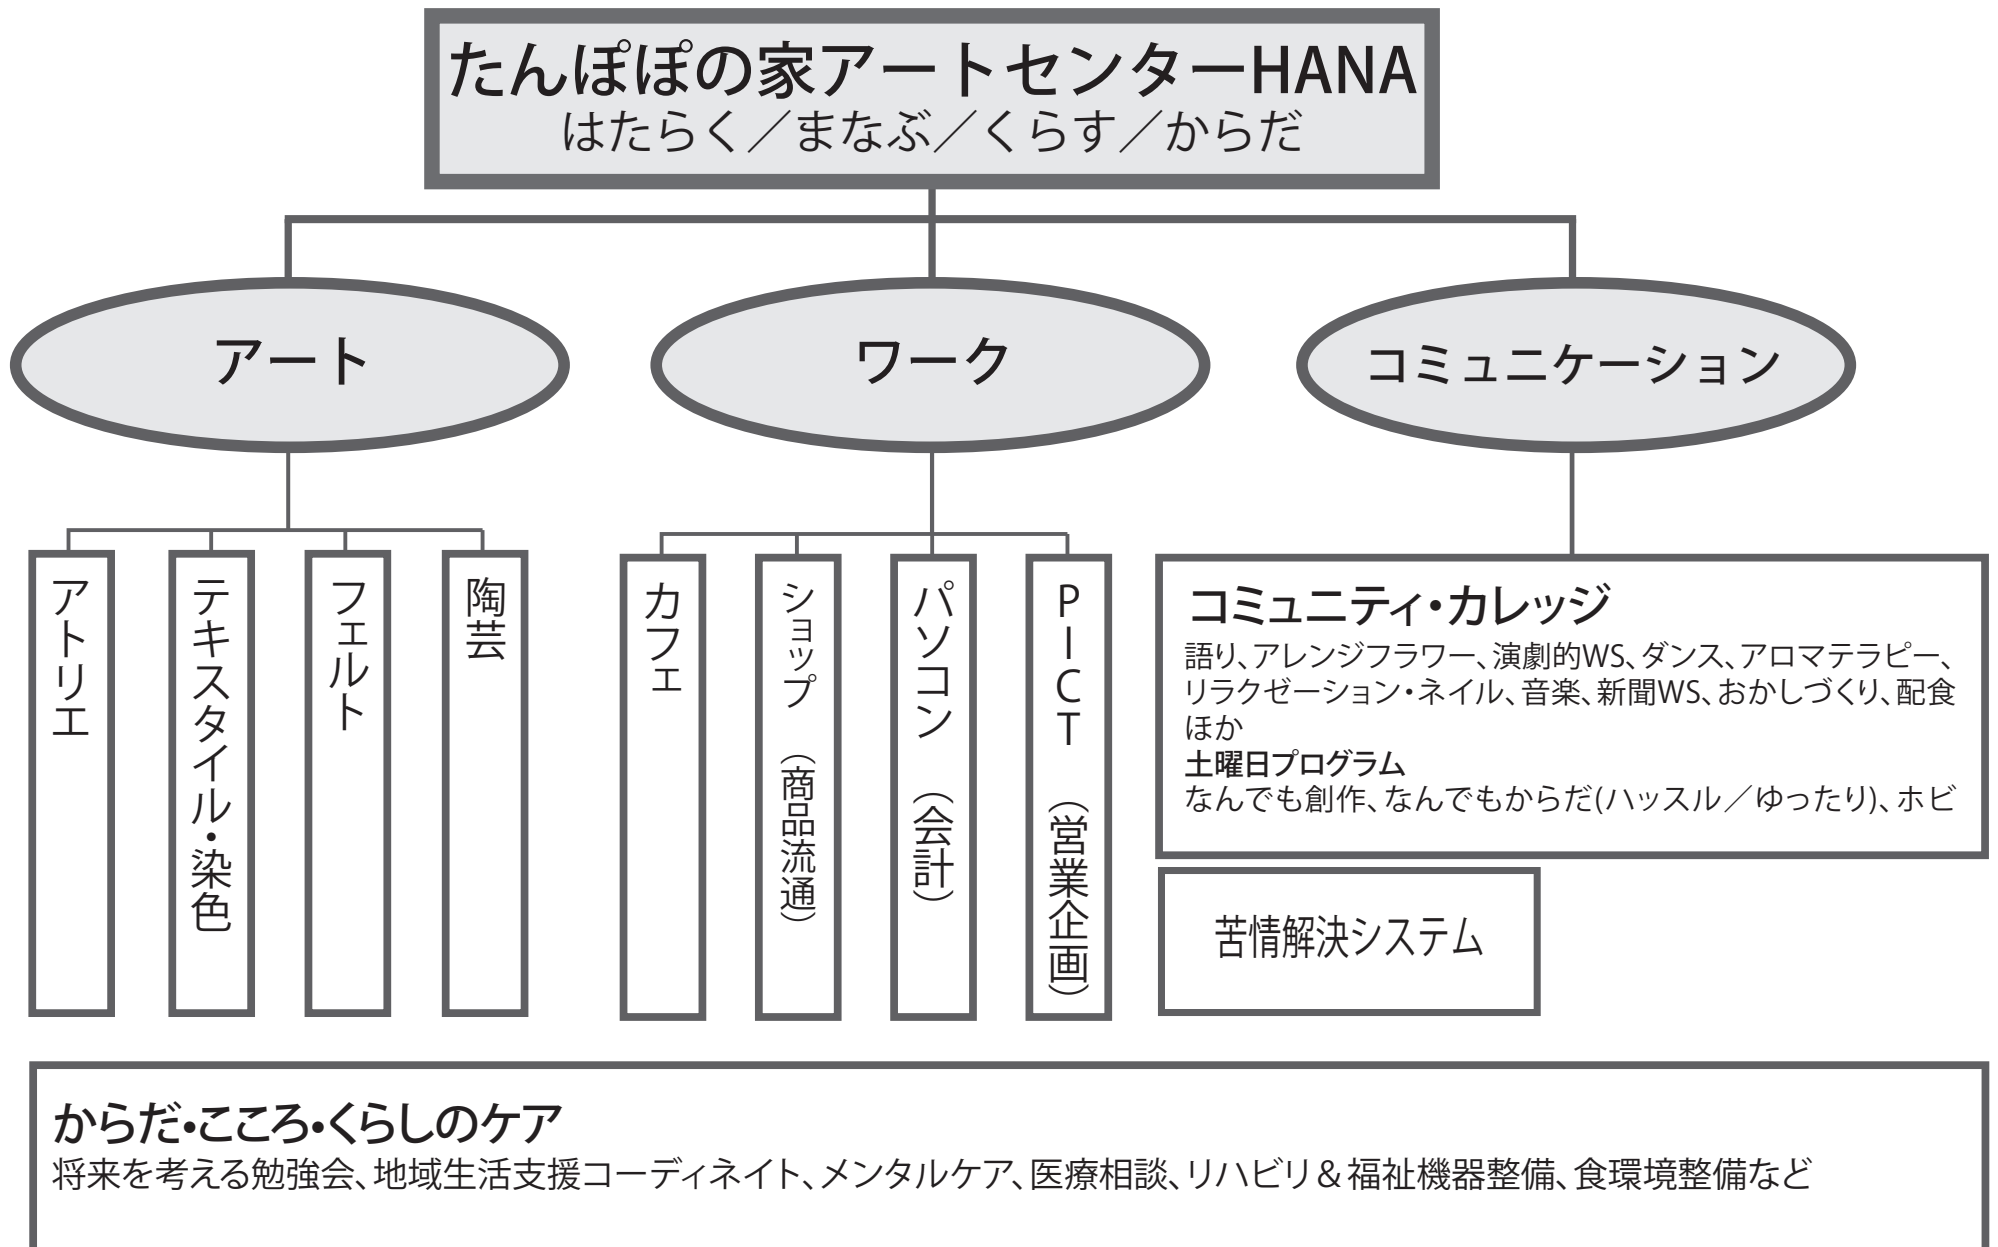 たんぽぽの家アートセンターHANA
はたらく／まなぶ／くらす／からだ
アート
ワーク
コミュニケーション
アトリエ
テキスタイル・染色
フェルト
陶芸
カフェ
ショップ（商品流通）
パソコン（会計）
PICT（営業企画）
コミュニティ・カレッジ
語り、アレンジフラワー、演劇的WS、ダンス、アロマテラピー、
リラクゼーション・ネイル、音楽、新聞WS、おかしづくり、配食
ほか
土曜日プログラム
なんでも創作、なんでもからだ(ハッスル／ゆったり)、ホビ
苦情解決システム
からだ・こころ・くらしのケア
将来を考える勉強会、地域生活支援コーディネイト、メンタルケア、医療相談、リハビリ＆福祉機器整備、食環境整備など